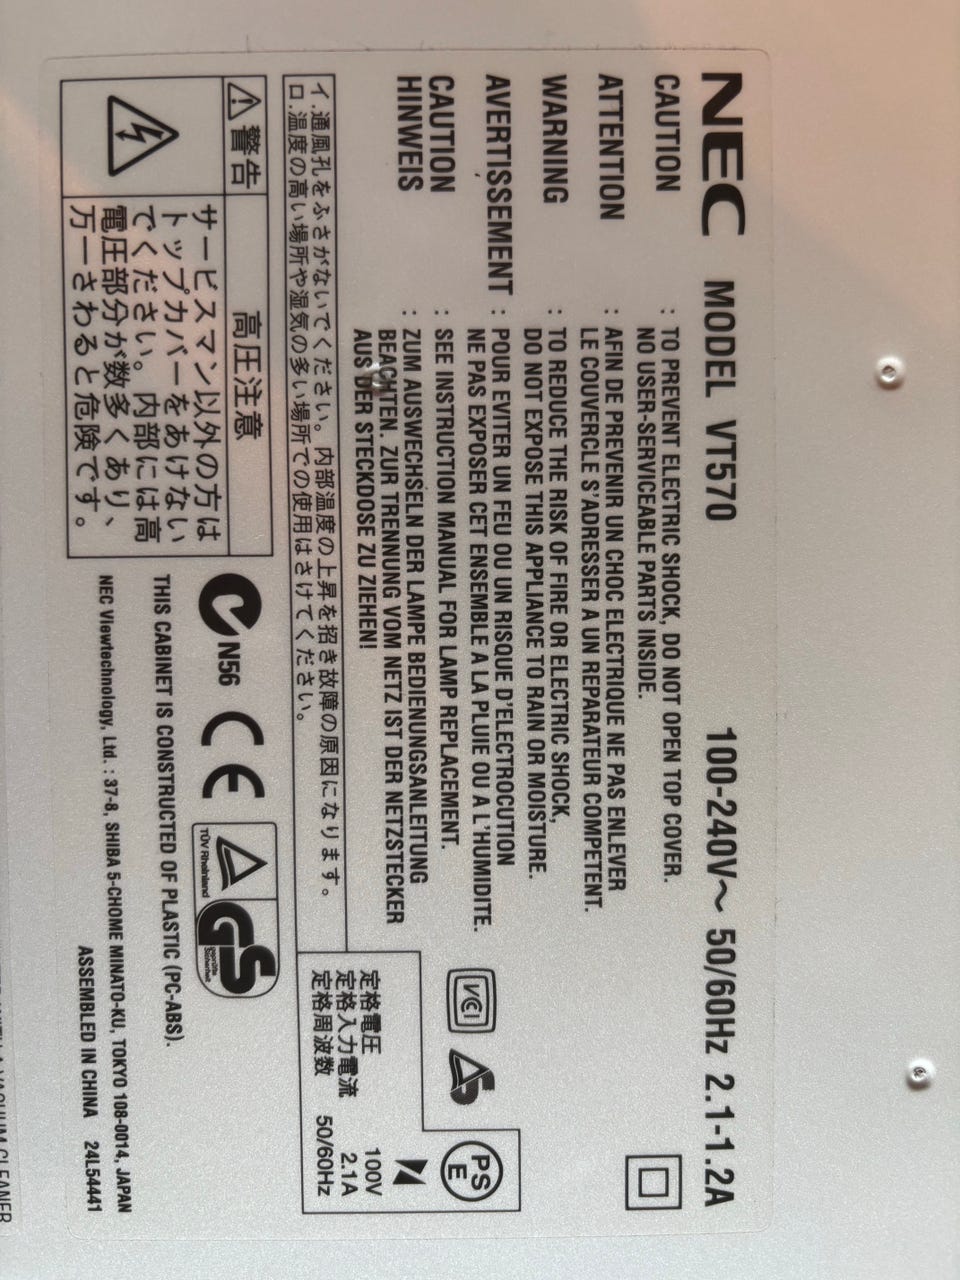 NEC MODEL VT570 100-240V～ 50/60Hz 2.1-1.2A
CAUTION : TO PREVENT ELECTRIC SHOCK, DO NOT OPEN TOP COVER.
NO USER-SERVICEABLE PARTS INSIDE.
ATTENTION : AFIN DE PREVENIR UN CHOC ELECTRIQUE NE PAS ENLEVER
LE COUVERCLE S'ADRESSER A UN REPARATEUR COMPETENT.
WARNING : TO REDUCE THE RISK OF FIRE OR ELECTRIC SHOCK,
DO NOT EXPOSE THIS APPLIANCE TO RAIN OR MOISTURE.
AVERTISSEMENT : POUR EVITER UN FEU OU UN RISQUE D'ELECTROCUTION
NE PAS EXPOSER CET ENSEMBLE A LA PLUIE OU A L'HUMIDITE.
CAUTION : SEE INSTRUCTION MANUAL FOR LAMP REPLACEMENT.
HINWEIS : ZUM AUSWECHSELN DER LAMPE BEDIENUNGSANLEITUNG
BEACHTEN. ZUR TRENNUNG VOM NETZ IST DER NETZSTECKER
AUS DER STECKDOSE ZU ZIEHEN!
VCI
S
PS
E
イ.通風孔をふさがないでください。内部温度の上昇を招き故障の原因になります。
ロ.温度の高い場所や湿気の多い場所での使用はさけてください。
定格電圧 100V
定格入力電流 2.1A
定格周波数 50/60Hz
警告 高圧注意
サービスマン以外の方は
トップカバーをあけない
でください。内部には高
電圧部分が数多くあり、
万一さわると危険です。
N56 CE
TÜV Rheinland
GS
geprüfte
Sicherheit
THIS CABINET IS CONSTRUCTED OF PLASTIC (PC-ABS).
NEC Viewtechnology, Ltd. : 37-8, SHIBA 5-CHOME MINATO-KU, TOKYO 108-0014, JAPAN
ASSEMBLED IN CHINA 24L54441
VACUUM CLEANER